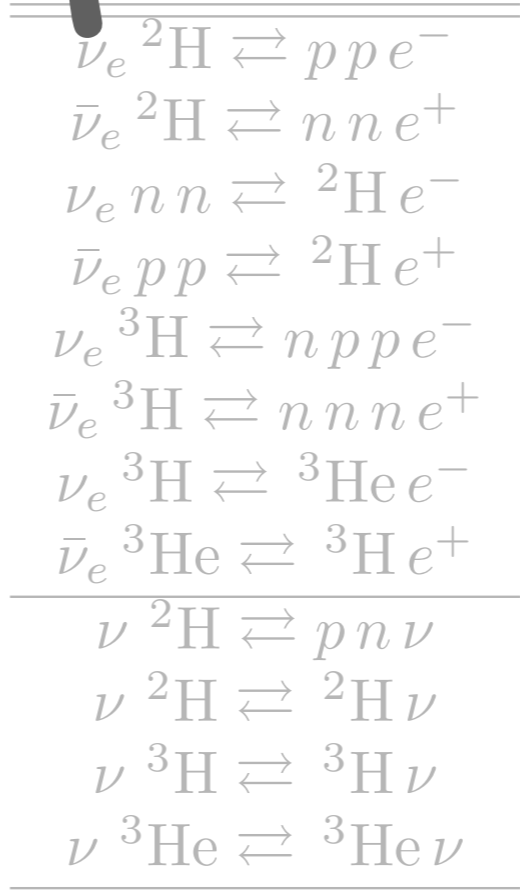 ν_e ²H ⇄ p p e⁻
ν̄_e ²H ⇄ n n e⁺
ν_e n n ⇄ ²H e⁻
ν̄_e p p ⇄ ²H e⁺
ν_e ³H ⇄ n p p e⁻
ν̄_e ³H ⇄ n n n e⁺
ν_e ³H ⇄ ³He e⁻
ν̄_e ³He ⇄ ³H e⁺
ν ²H ⇄ p n ν
ν ²H ⇄ ²H ν
ν ³H ⇄ ³H ν
ν ³He ⇄ ³He ν